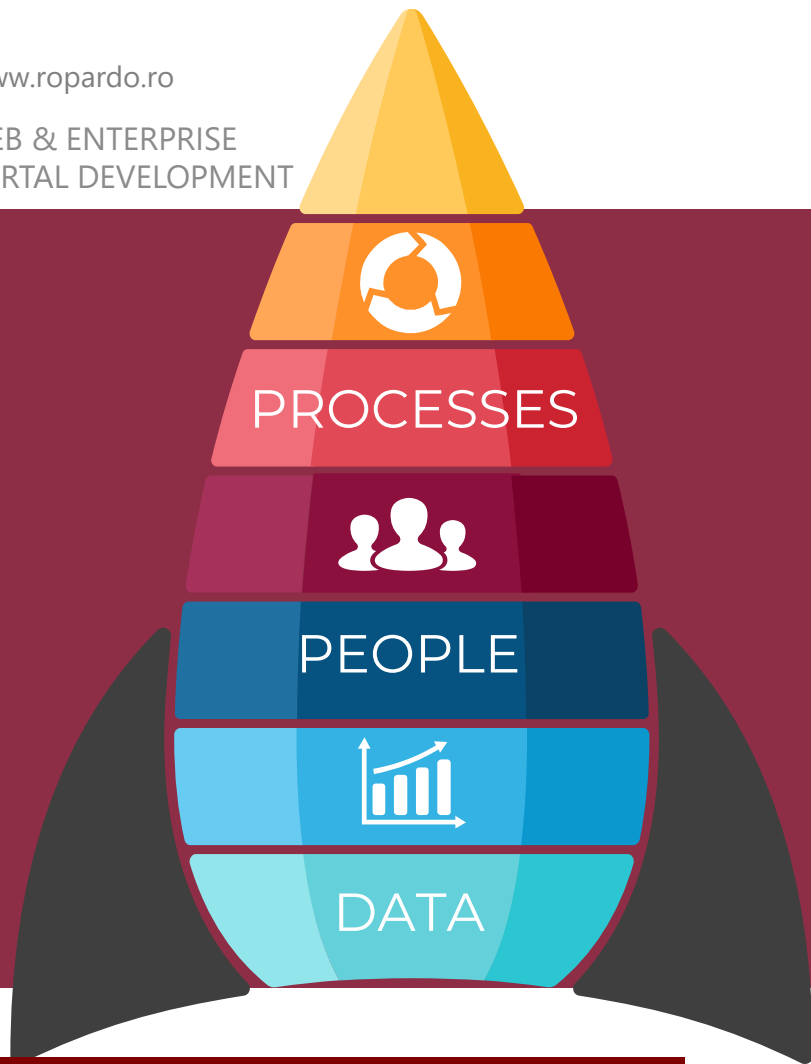 ww.ropardo.ro
EB & ENTERPRISE
RTAL DEVELOPMENT
PROCESSES
PEOPLE
DATA